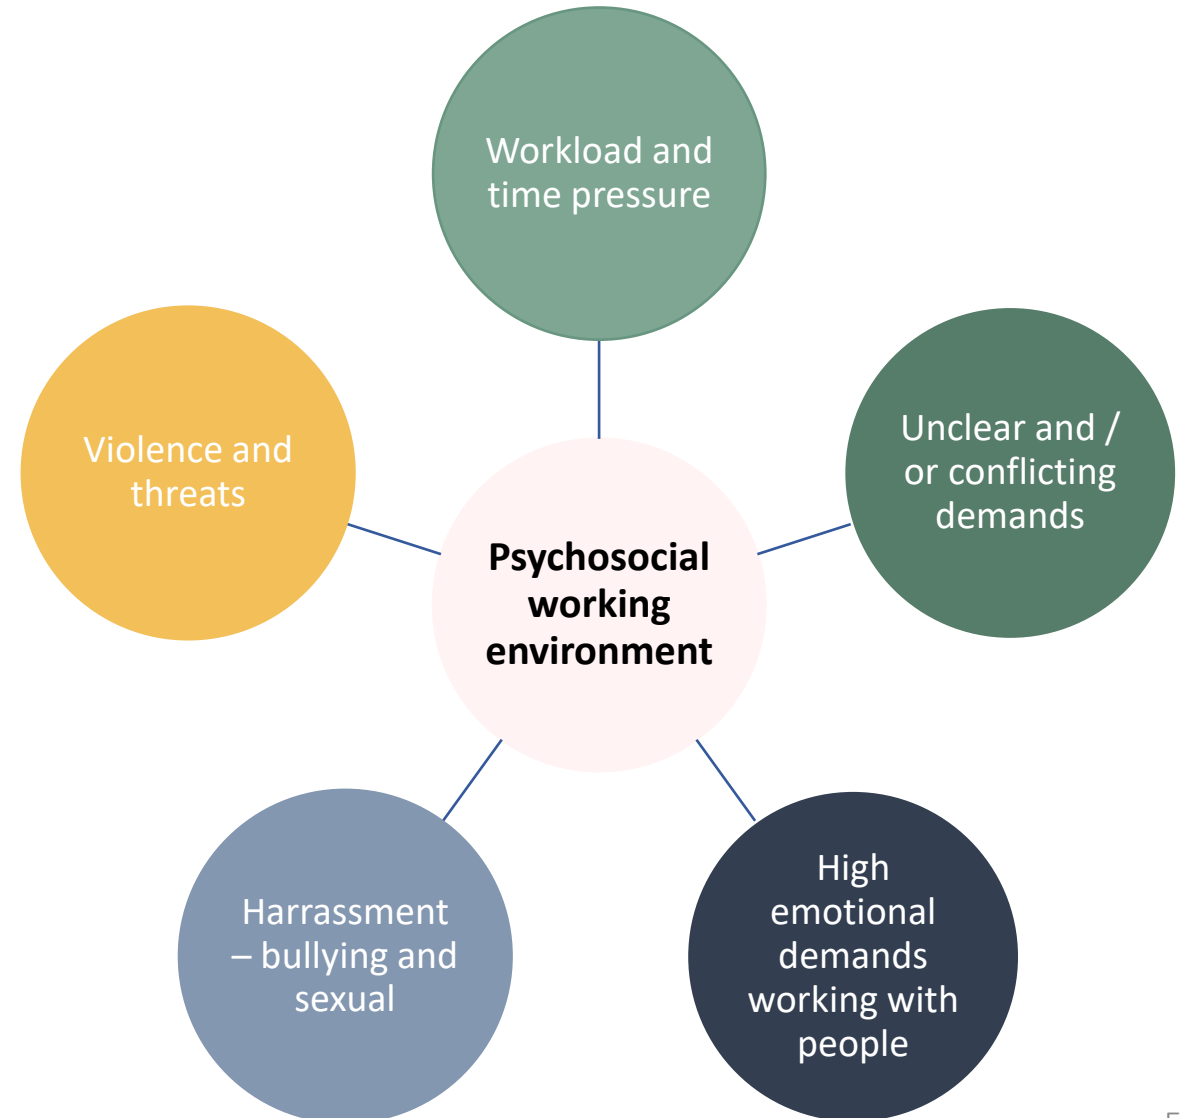 Workload and
time pressure
Unclear and /
or conflicting
demands
High
emotional
demands
working with
people
Harrassment
– bullying and
sexual
Violence and
threats
Psychosocial
working
environment